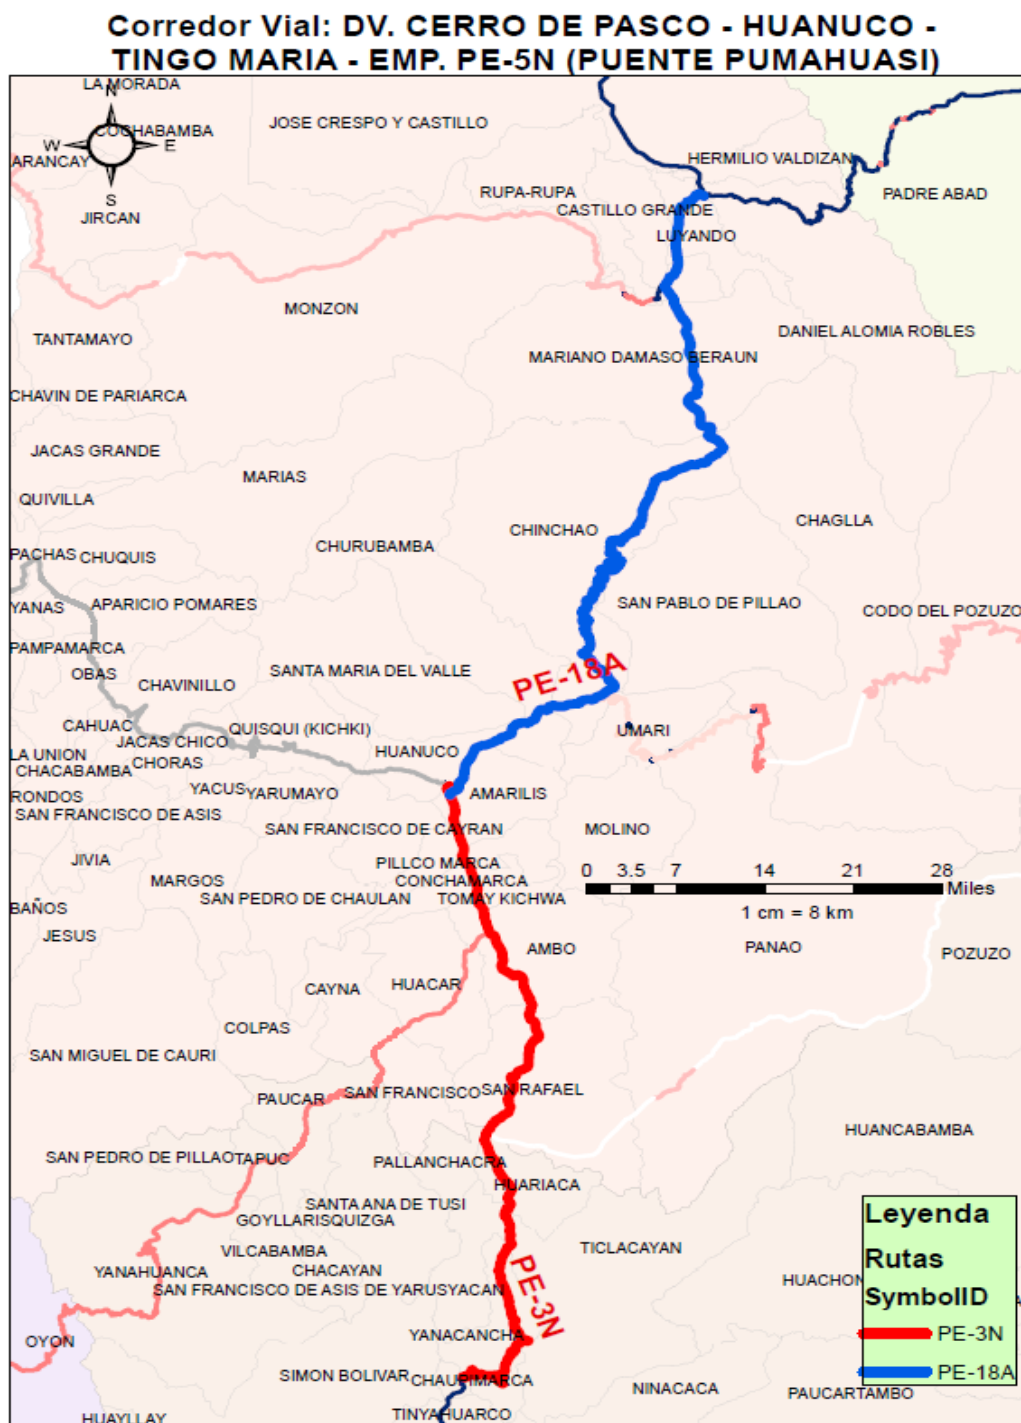 Corredor Vial: DV. CERRO DE PASCO - HUANUCO -
TINGO MARIA - EMP. PE-5N (PUENTE PUMAHUASI)
LA MORADA
N
JOSE CRESPO Y CASTILLO
COCHABAMBA
W
E
HERMILIO VALDIZAN
ARANCAY
RUPA-RUPA
PADRE ABAD
S
CASTILLO GRANDE
JIRCAN
LUYANDO
MONZON
DANIEL ALOMIA ROBLES
TANTAMAYO
MARIANO DAMASO BERAUN
CHAVIN DE PARIARCA
JACAS GRANDE
MARIAS
QUIVILLA
CHAGLLA
CHINCHAO
CHURUBAMBA
PACHAS
CHUQUIS
YANAS
APARICIO POMARES
SAN PABLO DE PILLAO
CODO DEL POZUZO
PAMPAMARCA
OBAS
SANTA MARIA DEL VALLE
PE-18A
CHAVINILLO
CAHUAC
QUISQUI (KICHKI)
UMARI
JACAS CHICO
HUANUCO
LA UNION
CHORAS
CHACABAMBA
YACUS
YARUMAYO
AMARILIS
RONDOS
SAN FRANCISCO DE ASIS
SAN FRANCISCO DE CAYRAN
MOLINO
JIVIA
PILLCO MARCA
0 3.5 7 14 21 28
Miles
MARGOS
CONCHAMARCA
SAN PEDRO DE CHAULAN
TOMAY KICHWA
BAÑOS
1 cm = 8 km
JESUS
AMBO
PANAO
POZUZO
CAYNA
HUACAR
COLPAS
SAN MIGUEL DE CAURI
PAUCAR
SAN FRANCISCO
SAN RAFAEL
HUANCABAMBA
SAN PEDRO DE PILLAO
TAPUC
PALLANCHACRA
HUARIACA
SANTA ANA DE TUSI
GOYLLARISQUIZGA
Leyenda
VILCABAMBA
TICLACAYAN
Rutas
YANAHUANCA
CHACAYAN
HUACHON
SAN FRANCISCO DE ASIS DE YARUSYACAN
PE-3N
SymbolID
OYON
YANACANCHA
PE-3N
SIMON BOLIVAR
CHAUPIMARCA
PE-18A
NINACACA
PAUCARTAMBO
HUAYLLAY
TINYAHUARCO